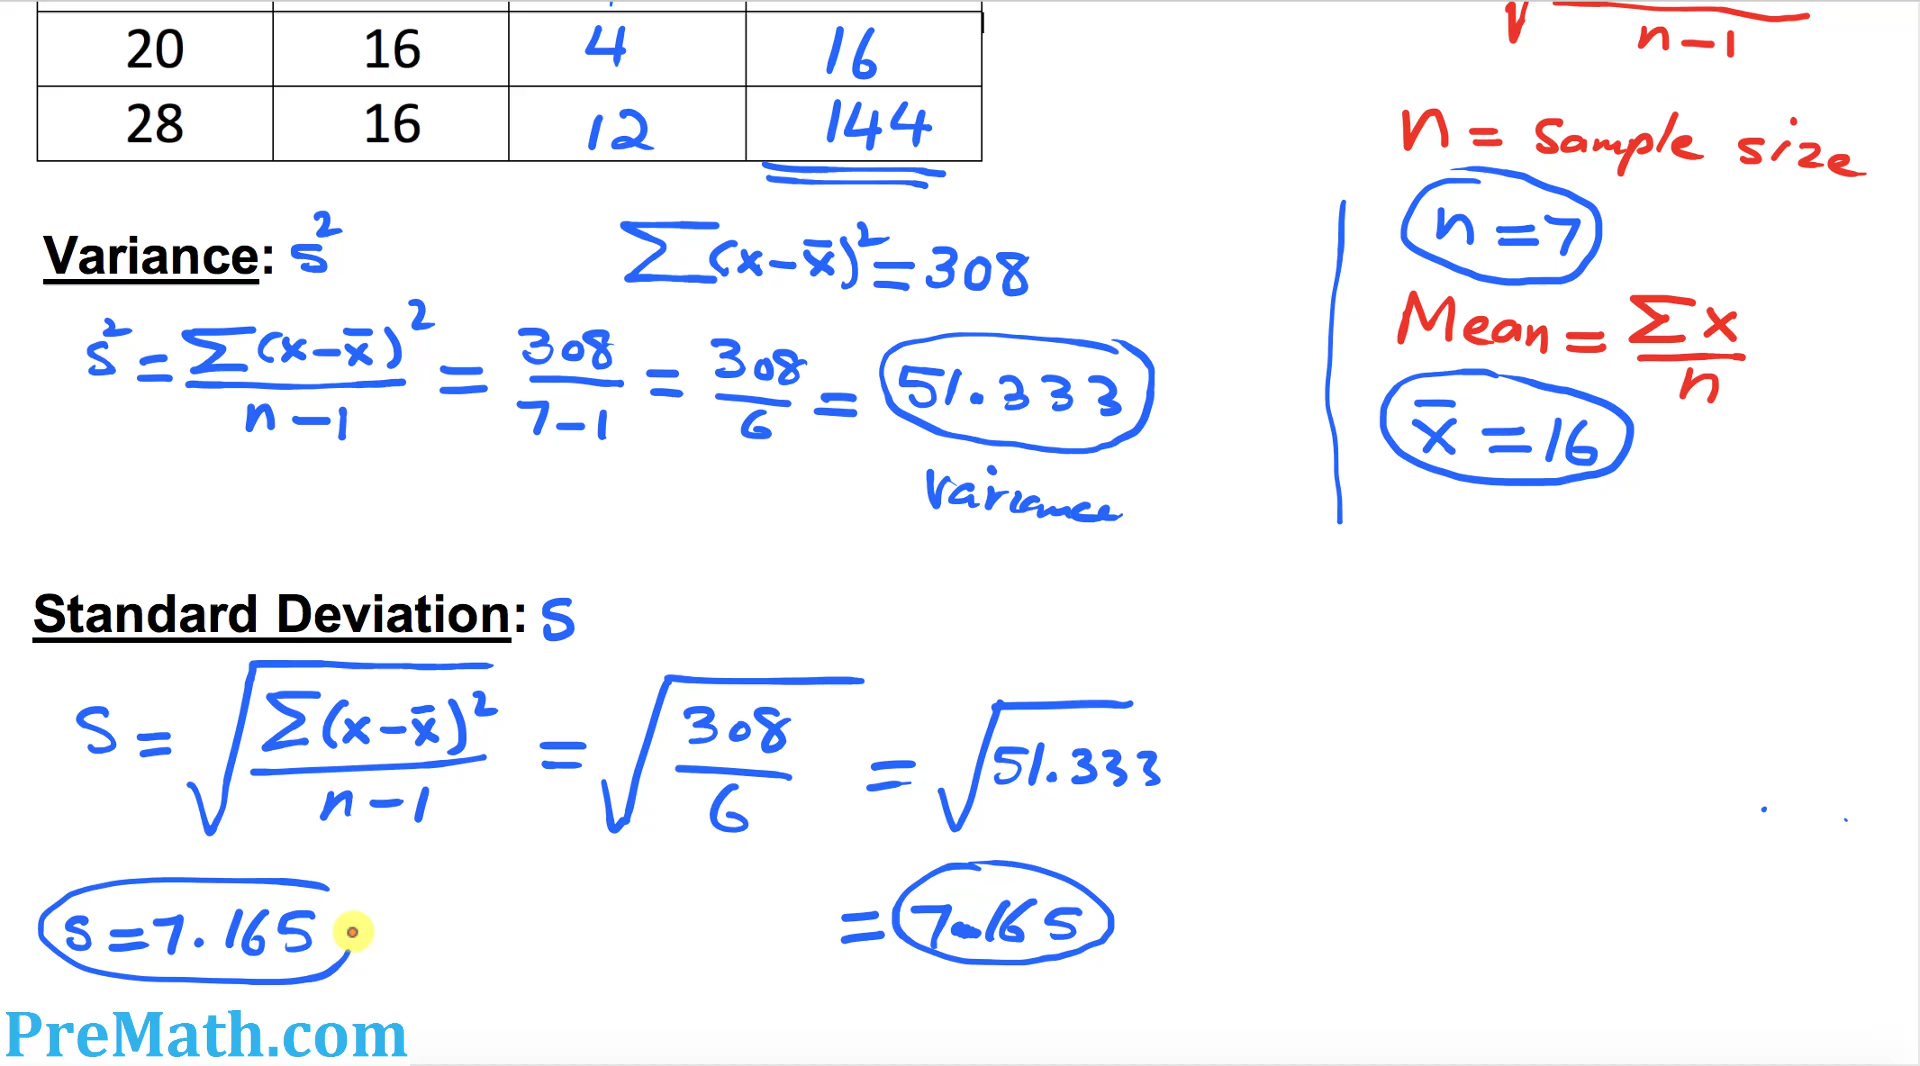 20 16 4 16
28 16 12 144
n-1
n = Sample size
n = 7
Mean = Σx/n
x̄ = 16
Variance: s²
Σ(x-x̄)² = 308
s² = Σ(x-x̄)²/n-1 = 308/7-1 = 308/6 = 51.333
variance
Standard Deviation: S
S = √Σ(x-x̄)²/n-1 = √308/6 = √51.333
= 7.165
s = 7.165
PreMath.com